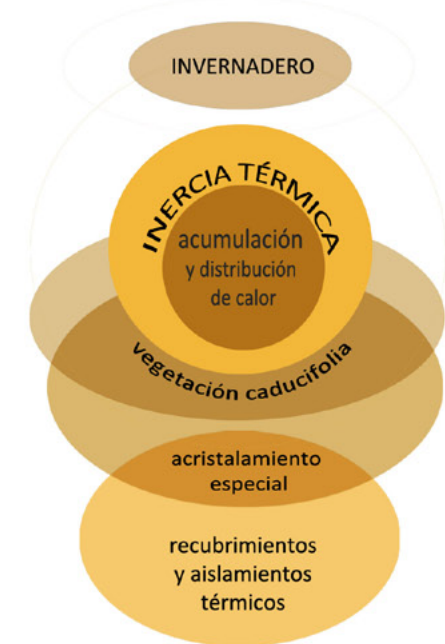 INVERNADERO
INERCIA TÉRMICA
acumulación
y distribución
de calor
vegetación caducifolia
acristalamiento
especial
recubrimientos
y aislamientos
térmicos